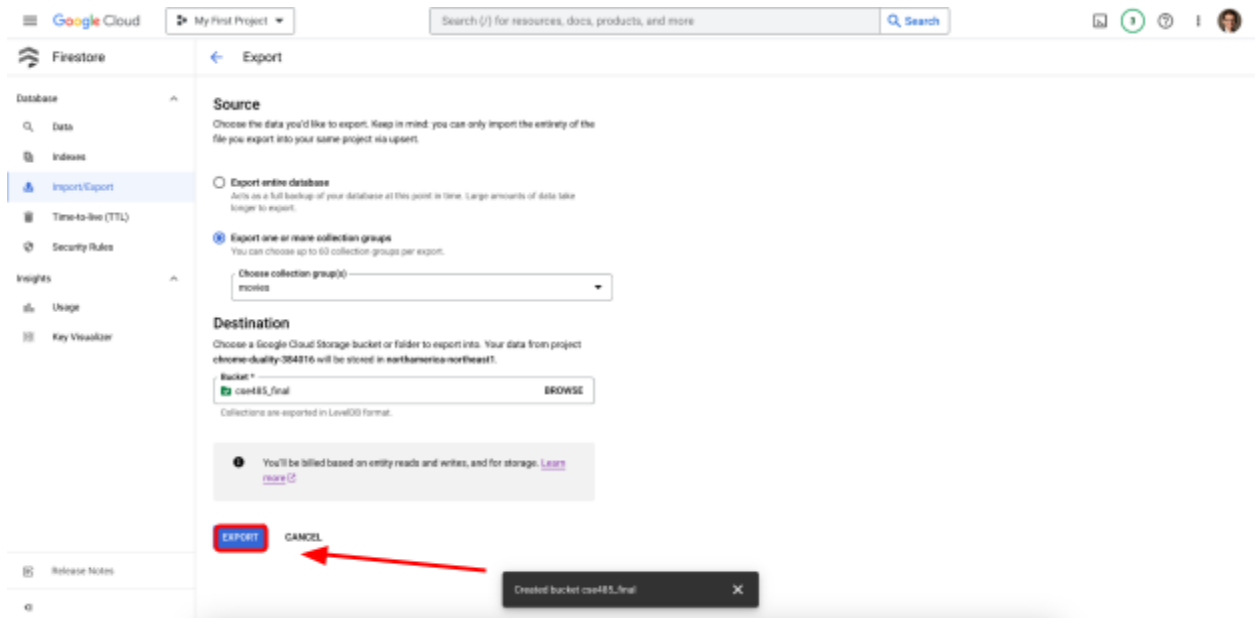 Google Cloud
My First Project
Search (/) for resources, docs, products, and more
Search
1
Firestore
Export
Database
Data
Indexes
Import/Export
Time-to-live (TTL)
Security Rules
Insights
Usage
Key Visualizer
Release Notes
Source
Choose the data you'd like to export. Keep in mind: you can only import the entirety of the
file you export into your same project via upsert.
Export entire database
Acts as a full backup of your database at this point in time. Large amounts of data take
longer to export.
Export one or more collection groups
You can choose up to 60 collection groups per export.
Choose collection group(s)
movies
Destination
Choose a Google Cloud Storage bucket or folder to export into. Your data from project
chrome-duality-384016 will be stored in northamerica-northeast1.
Bucket *
cse485_final BROWSE
Collections are exported in LevelDB format.
You'll be billed based on entity reads and writes, and for storage. Learn
more
EXPORT CANCEL
Created bucket cse485_final